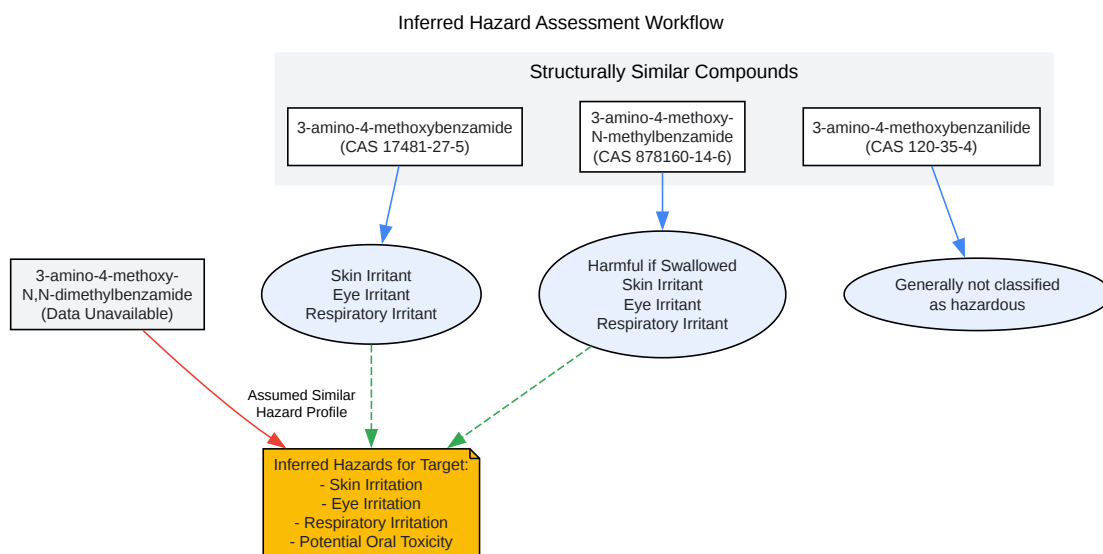 Inferred Hazard Assessment Workflow
Structurally Similar Compounds
3-amino-4-methoxybenzamide
(CAS 17481-27-5)
3-amino-4-methoxy-
N-methylbenzamide
(CAS 878160-14-6)
3-amino-4-methoxybenzanilide
(CAS 120-35-4)
3-amino-4-methoxy-
N,N-dimethylbenzamide
(Data Unavailable)
Skin Irritant
Eye Irritant
Respiratory Irritant
Harmful if Swallowed
Skin Irritant
Eye Irritant
Respiratory Irritant
Generally not classified
as hazardous
Assumed Similar
Hazard Profile
Inferred Hazards for Target:
- Skin Irritation
- Eye Irritation
- Respiratory Irritation
- Potential Oral Toxicity